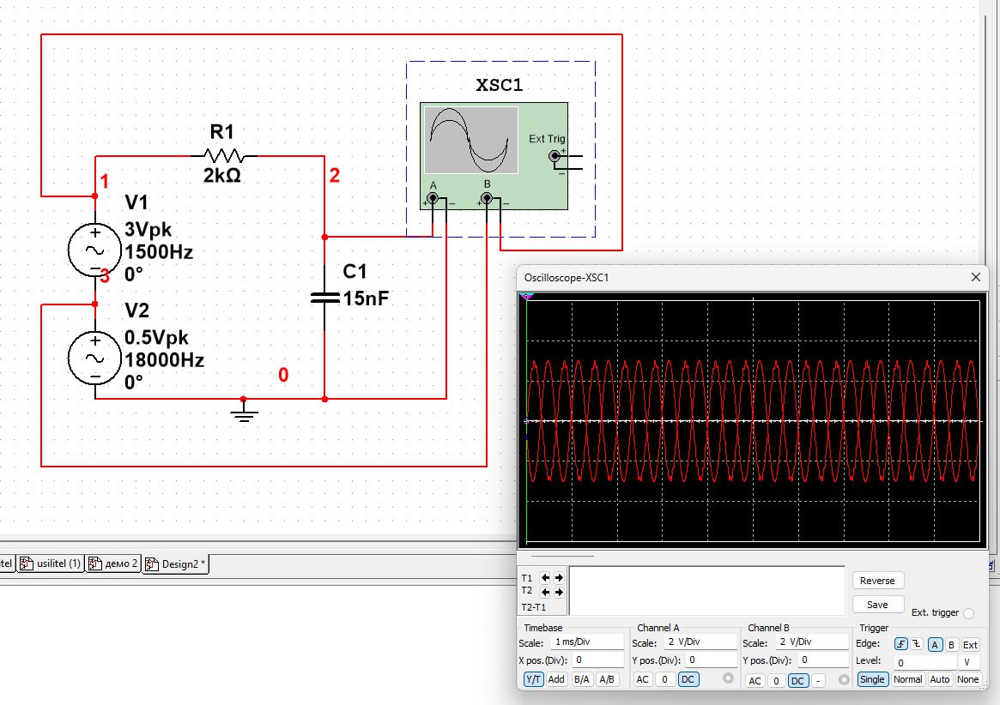 XSC1
Ext Trig
+
−
A
B
+ − + −
R1
2kΩ
1
2
V1
3Vpk
1500Hz
0°
3
C1
15nF
V2
0.5Vpk
18000Hz
0°
0
Oscilloscope-XSC1
itel
usilitel (1)
демо 2
Design2 *
T1
T2
T2-T1
Reverse
Save
Ext. trigger
Timebase
Scale: 1 ms/Div
X pos.(Div): 0
Y/T Add B/A A/B
Channel A
Scale: 2 V/Div
Y pos.(Div): 0
AC 0 DC
Channel B
Scale: 2 V/Div
Y pos.(Div): 0
AC 0 DC -
Trigger
Edge: A B Ext
Level: 0 V
Single Normal Auto None